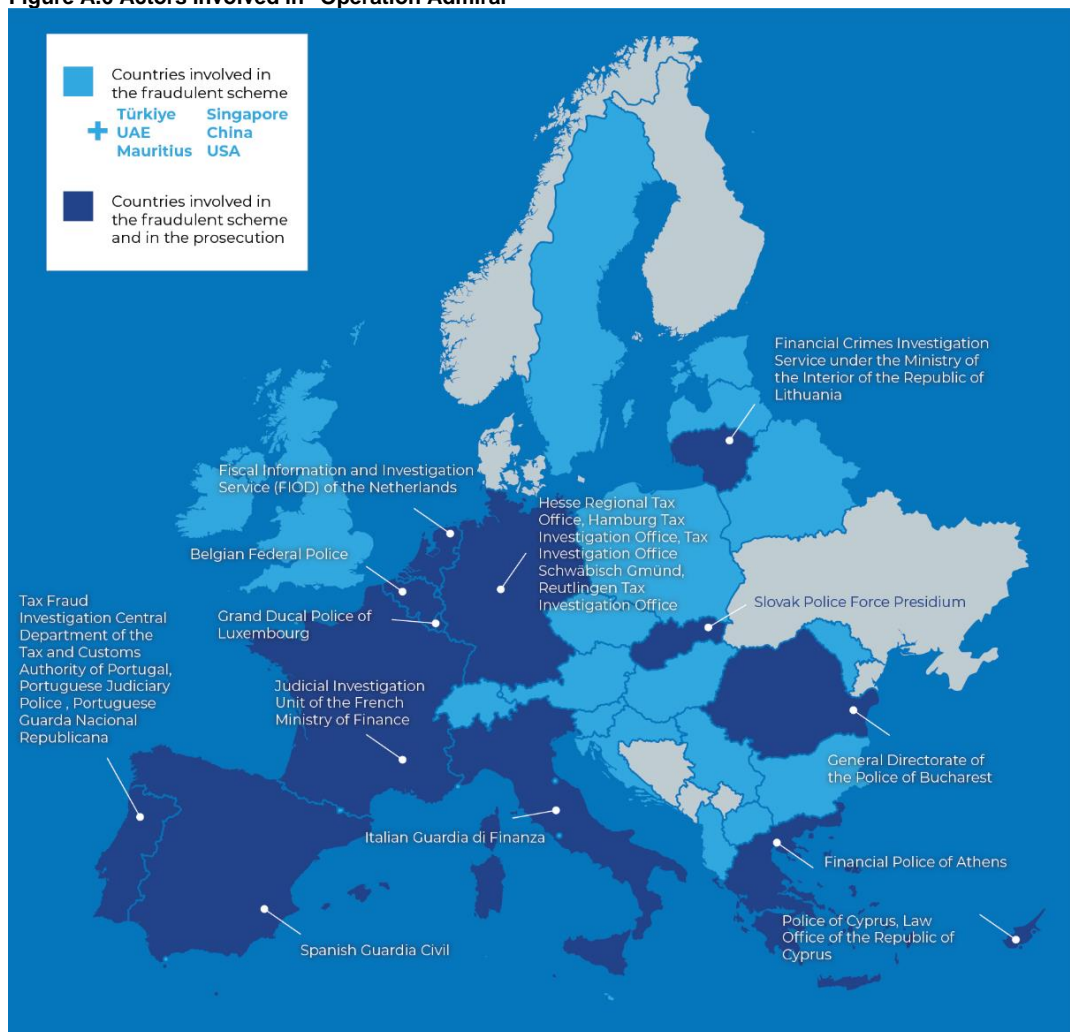 Figure A.6 Actors involved in "Operation Admiral"
Countries involved in
the fraudulent scheme
+ Türkiye Singapore
UAE China
Mauritius USA
Countries involved in
the fraudulent scheme
and in the prosecution
Financial Crimes Investigation
Service under the Ministry of
the Interior of the Republic of
Lithuania
Fiscal Information and Investigation
Service (FIOD) of the Netherlands
Hesse Regional Tax
Office, Hamburg Tax
Investigation Office, Tax
Investigation Office
Schwäbisch Gmünd,
Reutlingen Tax
Investigation Office
Belgian Federal Police
Slovak Police Force Presidium
Tax Fraud
Investigation Central
Department of the
Tax and Customs
Authority of Portugal,
Portuguese Judiciary
Police , Portuguese
Guarda Nacional
Republicana
Grand Ducal Police of
Luxembourg
Judicial Investigation
Unit of the French
Ministry of Finance
General Directorate of
the Police of Bucharest
Italian Guardia di Finanza
Financial Police of Athens
Police of Cyprus, Law
Office of the Republic of
Cyprus
Spanish Guardia Civil